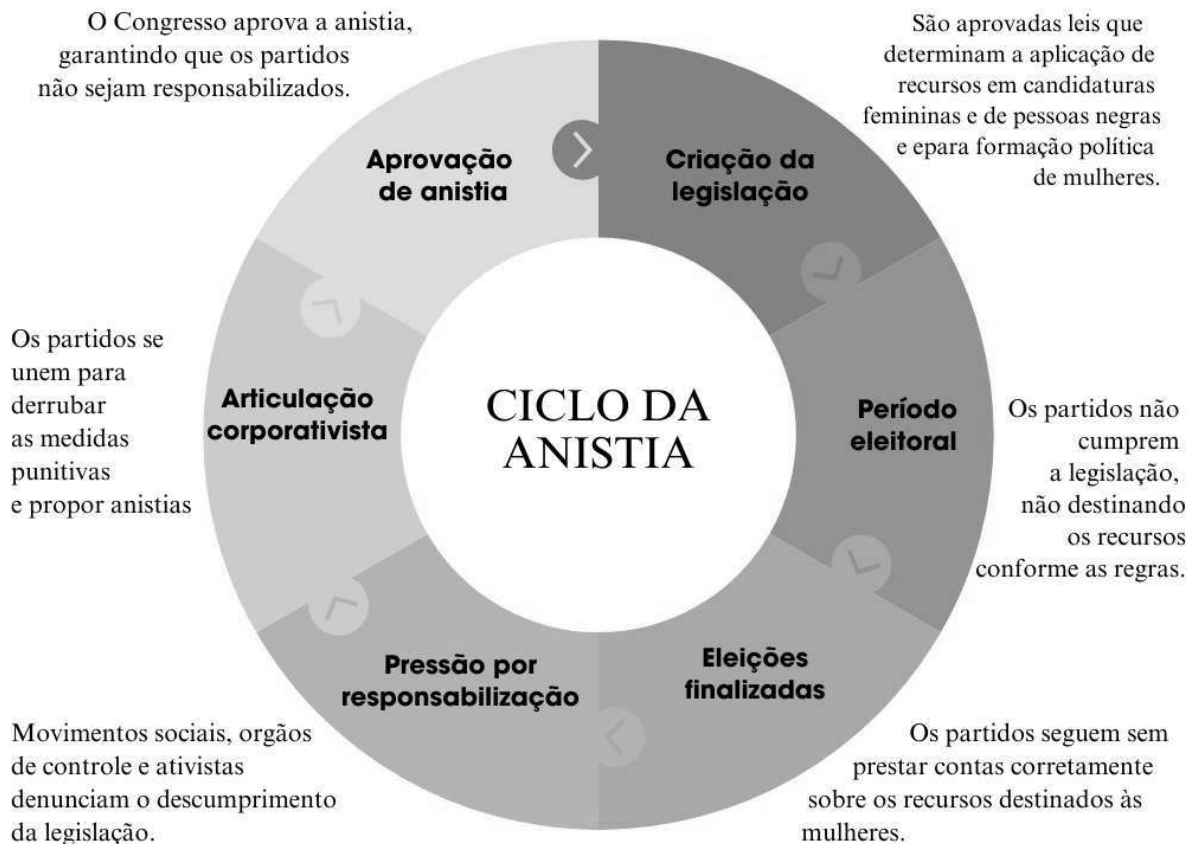 O Congresso aprova a anistia,
garantindo que os partidos
não sejam responsabilizados.
São aprovadas leis que
determinam a aplicação de
recursos em candidaturas
femininas e de pessoas negras
e epara formação política
de mulheres.
Aprovação
de anistia
Criação da
legislação
Os partidos se
unem para
derrubar
as medidas
punitivas
e propor anistias
Articulação
corporativista
CICLO DA
ANISTIA
Período
eleitoral
Os partidos não
cumprem
a legislação,
não destinando
os recursos
conforme as regras.
Pressão por
responsabilização
Eleições
finalizadas
Movimentos sociais, orgãos
de controle e ativistas
denunciam o descumprimento
da legislação.
Os partidos seguem sem
prestar contas corretamente
sobre os recursos destinados às
mulheres.